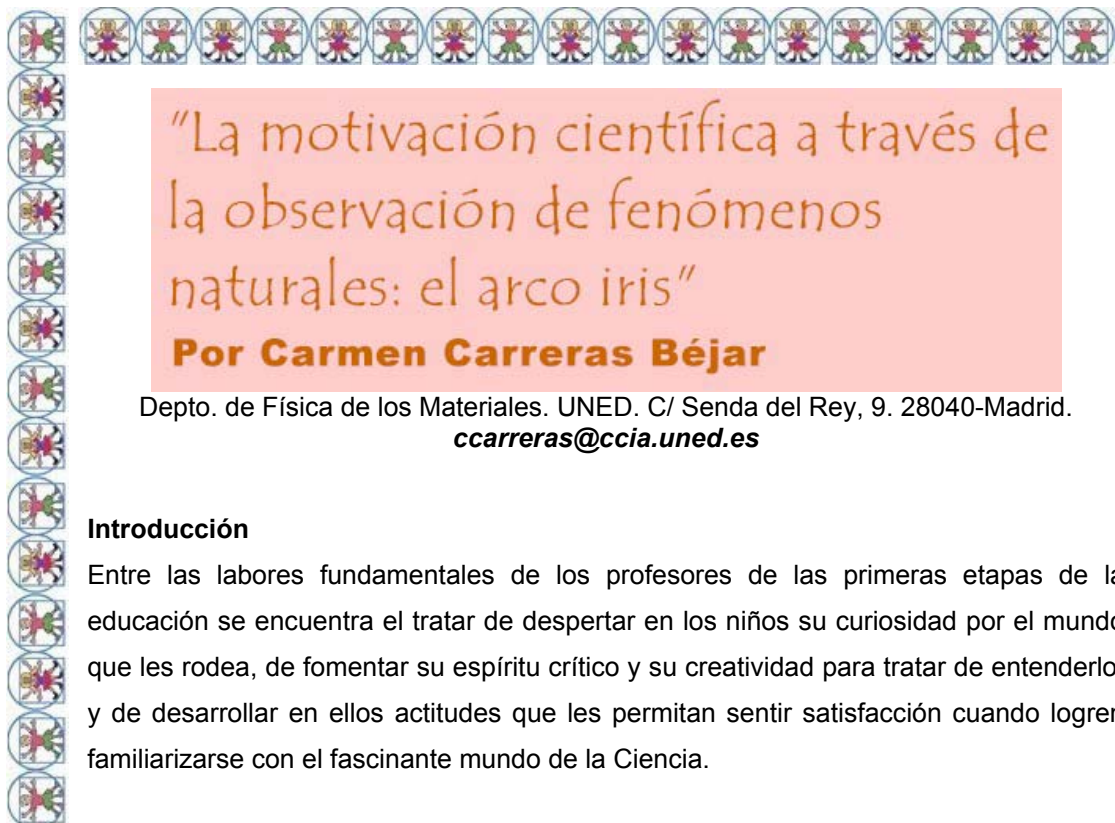 "La motivación científica a través de
la observación de fenómenos
naturales: el arco iris"
Por Carmen Carreras Béjar
Depto. de Física de los Materiales. UNED. C/ Senda del Rey, 9. 28040-Madrid.
ccarreras@ccia.uned.es
Introducción
Entre las labores fundamentales de los profesores de las primeras etapas de la
educación se encuentra el tratar de despertar en los niños su curiosidad por el mundo
que les rodea, de fomentar su espíritu crítico y su creatividad para tratar de entenderlo
y de desarrollar en ellos actitudes que les permitan sentir satisfacción cuando logren
familiarizarse con el fascinante mundo de la Ciencia.